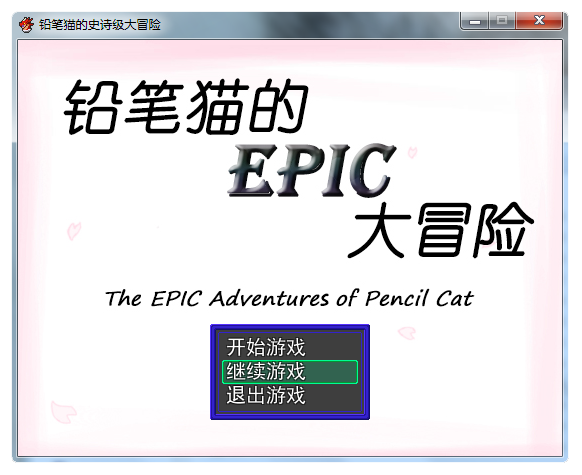 铅笔猫的史诗级大冒险
铅笔猫的
EPIC
大冒险
The EPIC Adventures of Pencil Cat
开始游戏
继续游戏
退出游戏